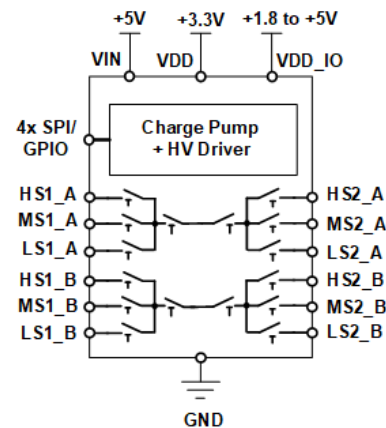 +5V +3.3V +1.8 to +5V
VIN VDD VDD_IO
4x SPI/
GPIO
Charge Pump
+ HV Driver
HS1_A HS2_A
MS1_A MS2_A
LS1_A LS2_A
HS1_B HS2_B
MS1_B MS2_B
LS1_B LS2_B
GND